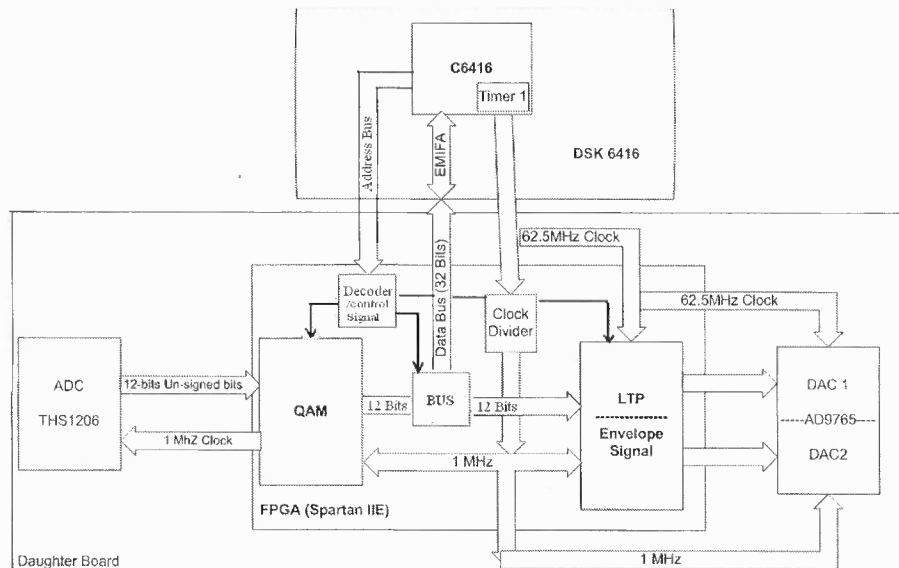 C6416
Timer 1
DSK 6416
Address Bus
EMIFA
62.5MHz Clock
62.5MHz Clock
Data Bus (32 Bits)
Decoder
/control
Signal
Clock
Divider
ADC
THS1206
12-bits Un-signed bits
1 MhZ Clock
QAM
12 Bits
BUS
12 Bits
LTP
Envelope
Signal
DAC 1
AD9765
DAC2
1 MHz
FPGA (Spartan IIE)
1 MHz
Daughter Board